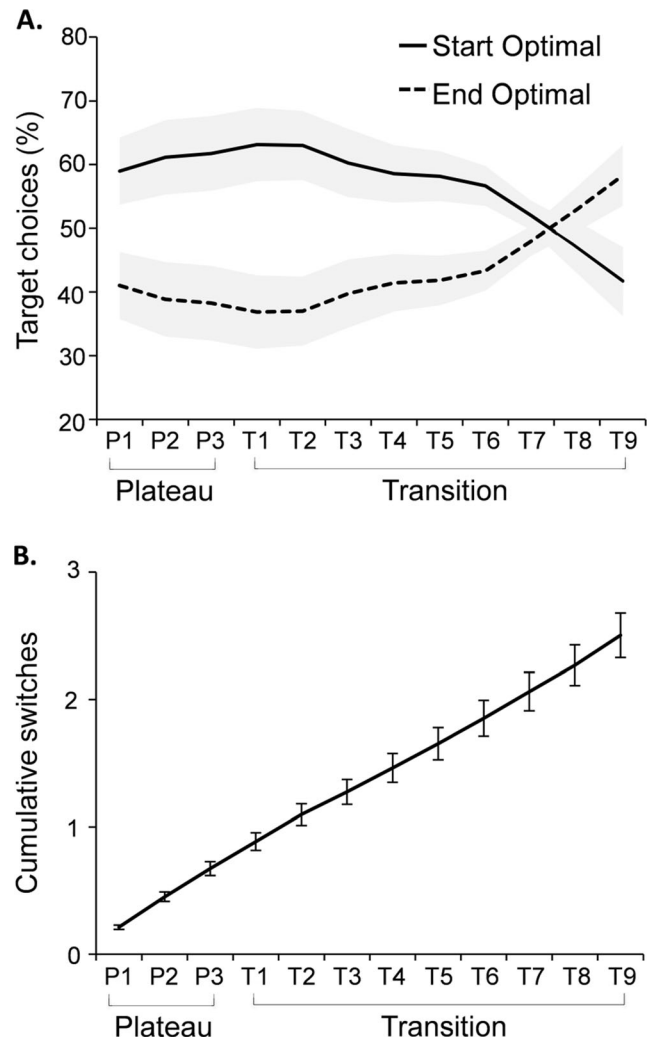 A.
80
70
60
50
40
30
20
Target choices (%)
Start Optimal
End Optimal
P1 P2 P3 T1 T2 T3 T4 T5 T6 T7 T8 T9
Plateau Transition
B.
3
2
1
0
Cumulative switches
P1 P2 P3 T1 T2 T3 T4 T5 T6 T7 T8 T9
Plateau Transition